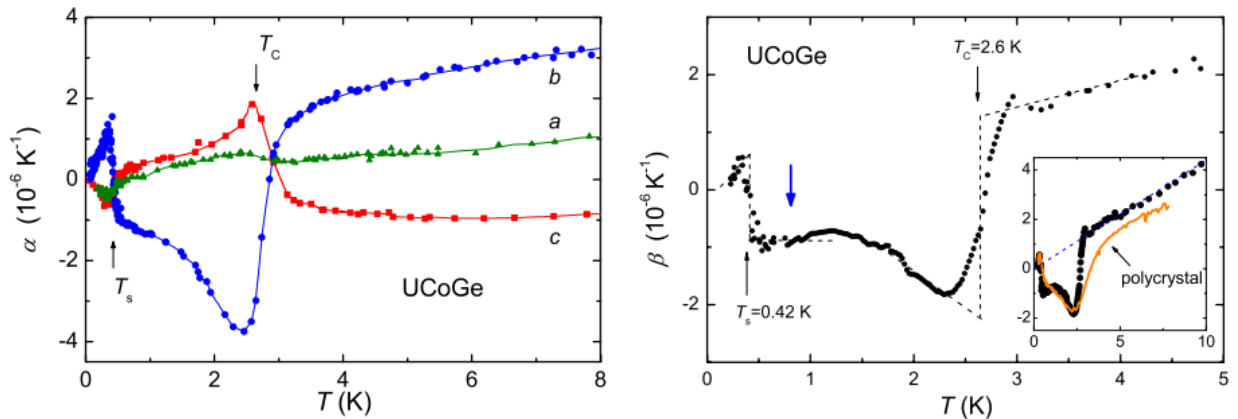 4
2
0
-2
-4
α (10⁻⁶ K⁻¹)
T_C
b
a
c
T_s
UCoGe
0
2
4
6
8
T (K)
UCoGe
T_C=2.6 K
2
0
-2
β (10⁻⁶ K⁻¹)
T_s=0.42 K
4
2
0
-2
polycrystal
0
5
10
0
1
2
3
4
5
T (K)